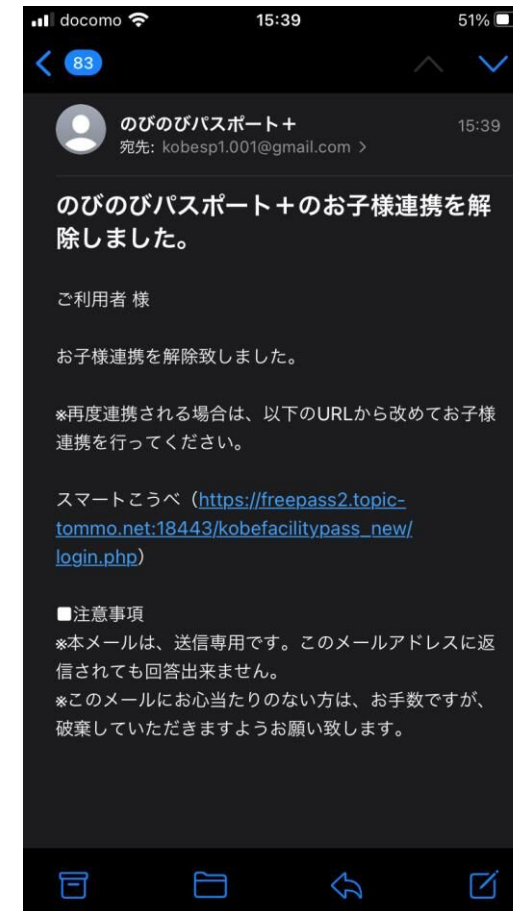 docomo 15:39 51%
83
のびのびパスポート＋ 15:39
宛先: kobesp1.001@gmail.com
のびのびパスポート＋のお子様連携を解
除しました。
ご利用者 様
お子様連携を解除致しました。
※再度連携される場合は、以下のURLから改めてお子様
連携を行ってください。
スマートこうべ（https://freepass2.topic-
tommo.net:18443/kobefacilitypass_new/
login.php）
■注意事項
※本メールは、送信専用です。このメールアドレスに返
信されても回答出来ません。
※このメールにお心当たりのない方は、お手数ですが、
破棄していただきますようお願い致します。